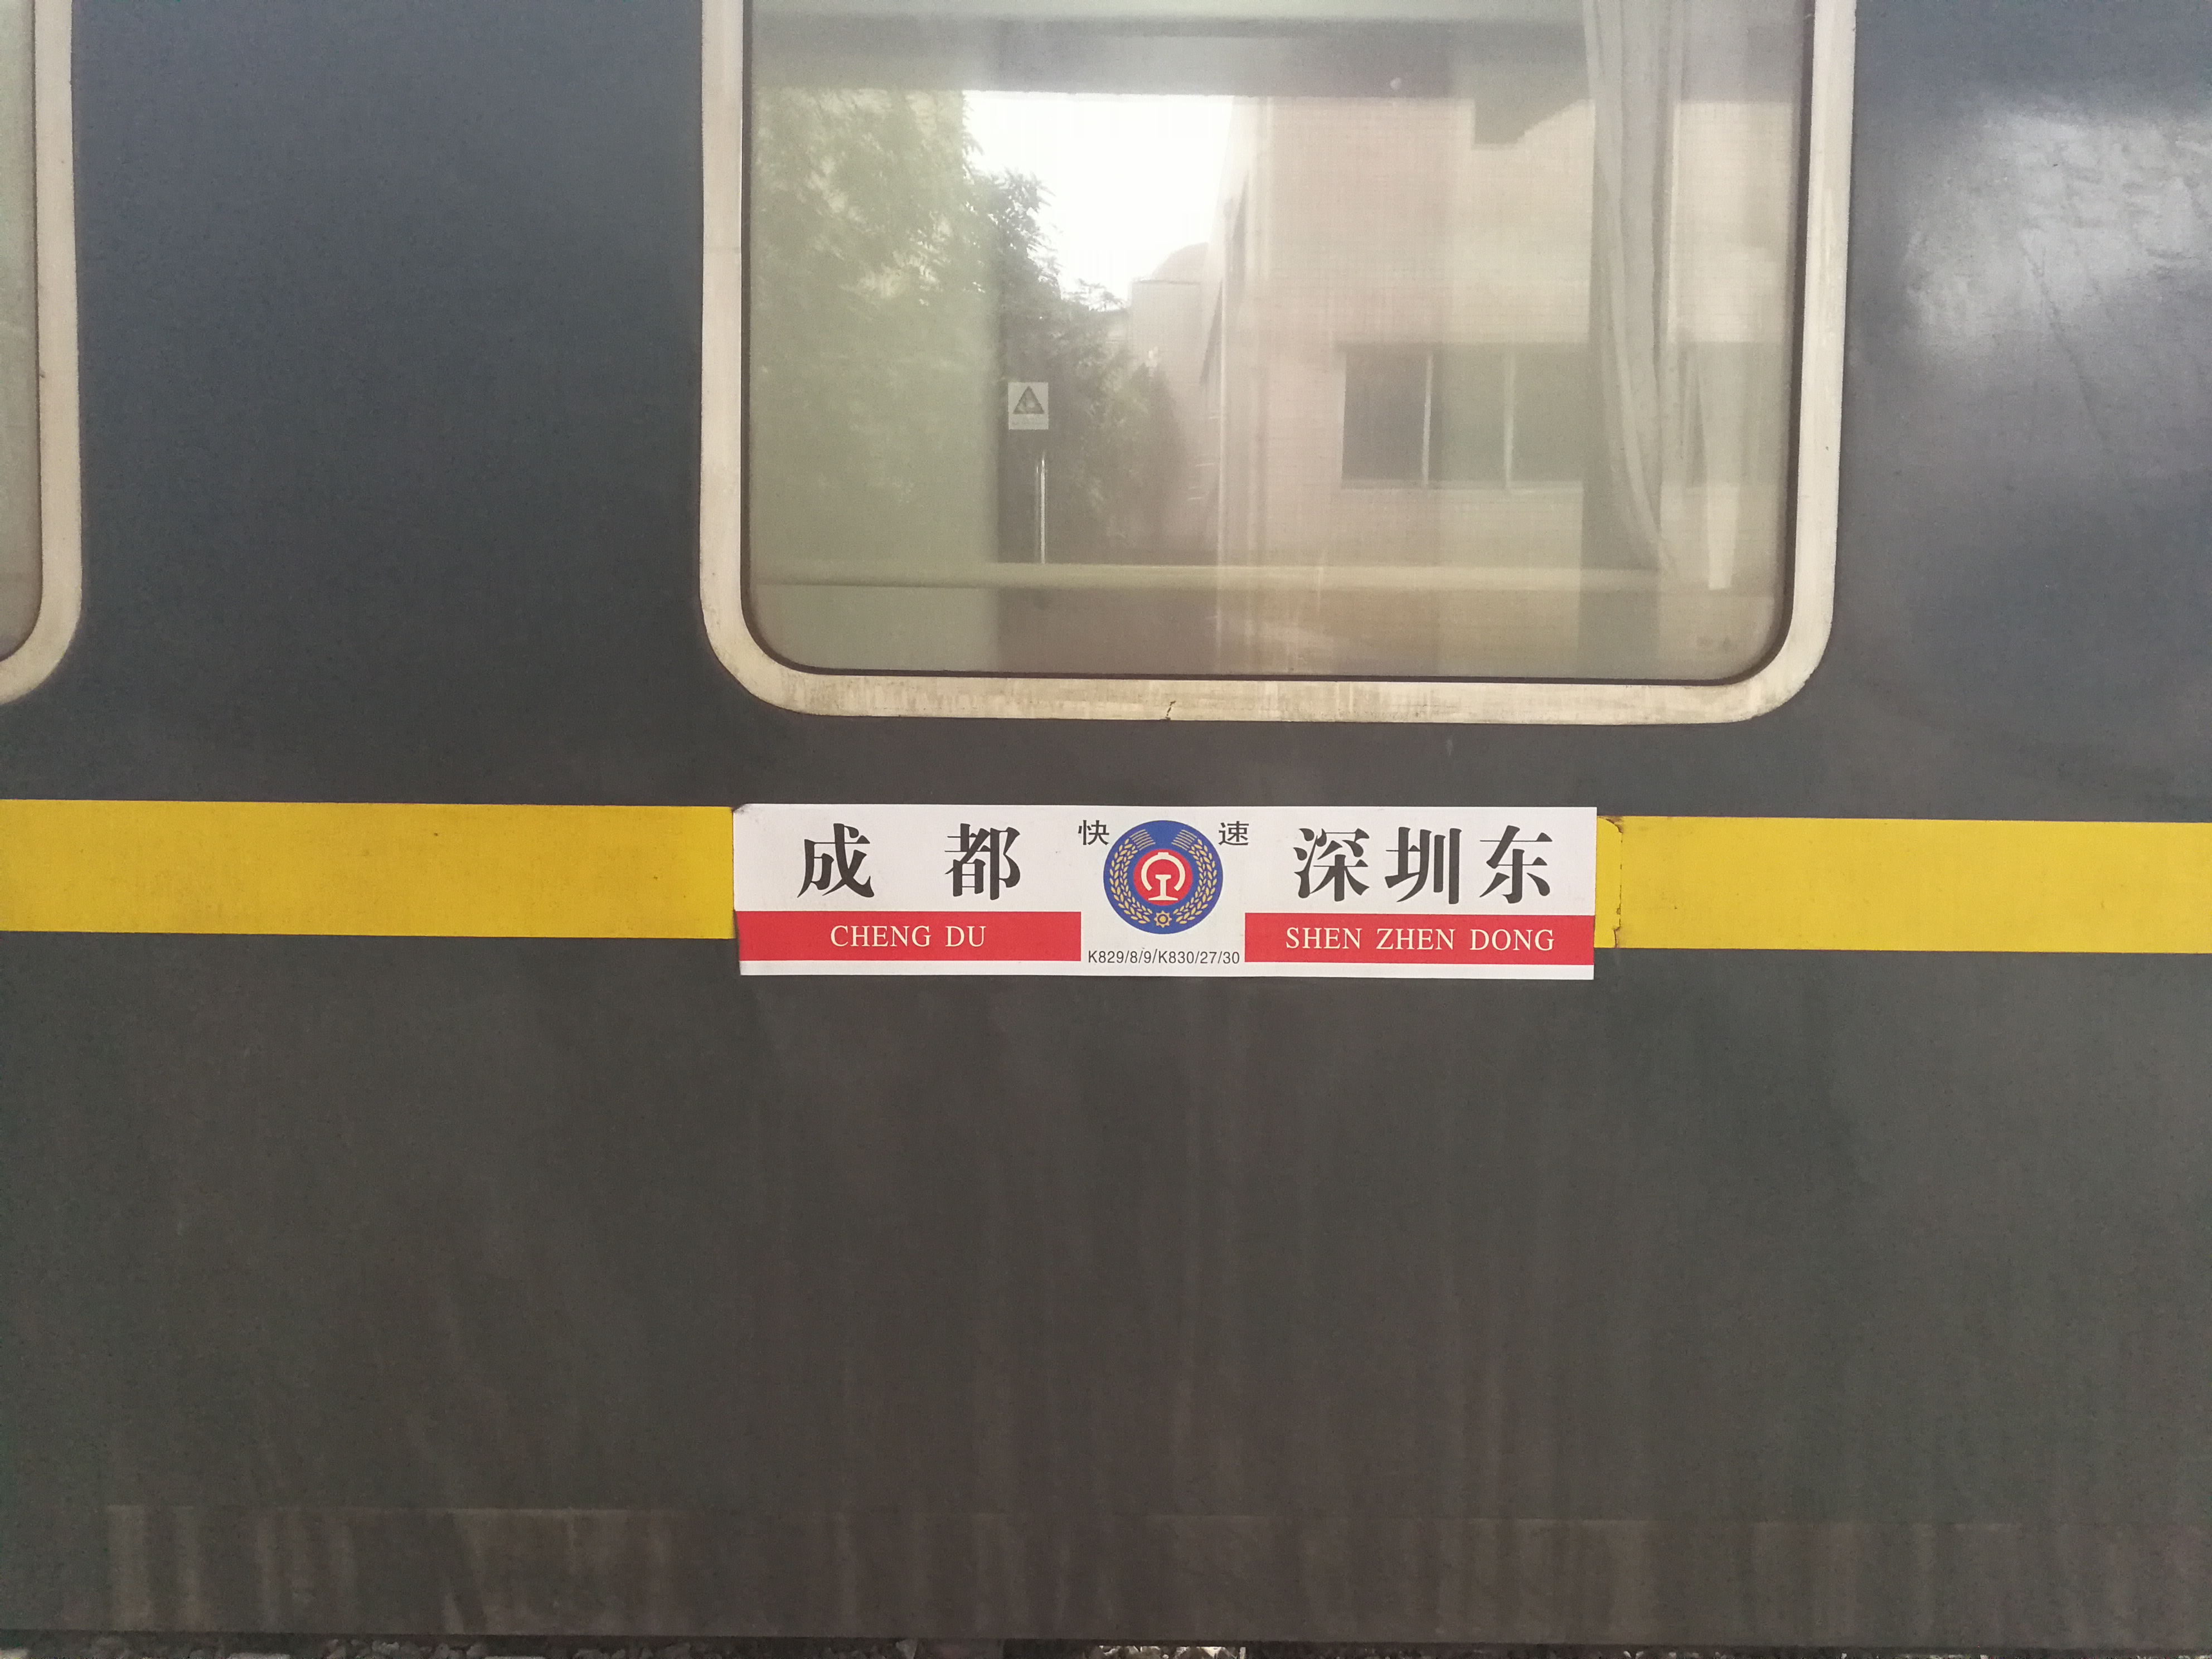 成都 快速 深圳东
CHENG DU K829/8/9/K830/27/30 SHEN ZHEN DONG